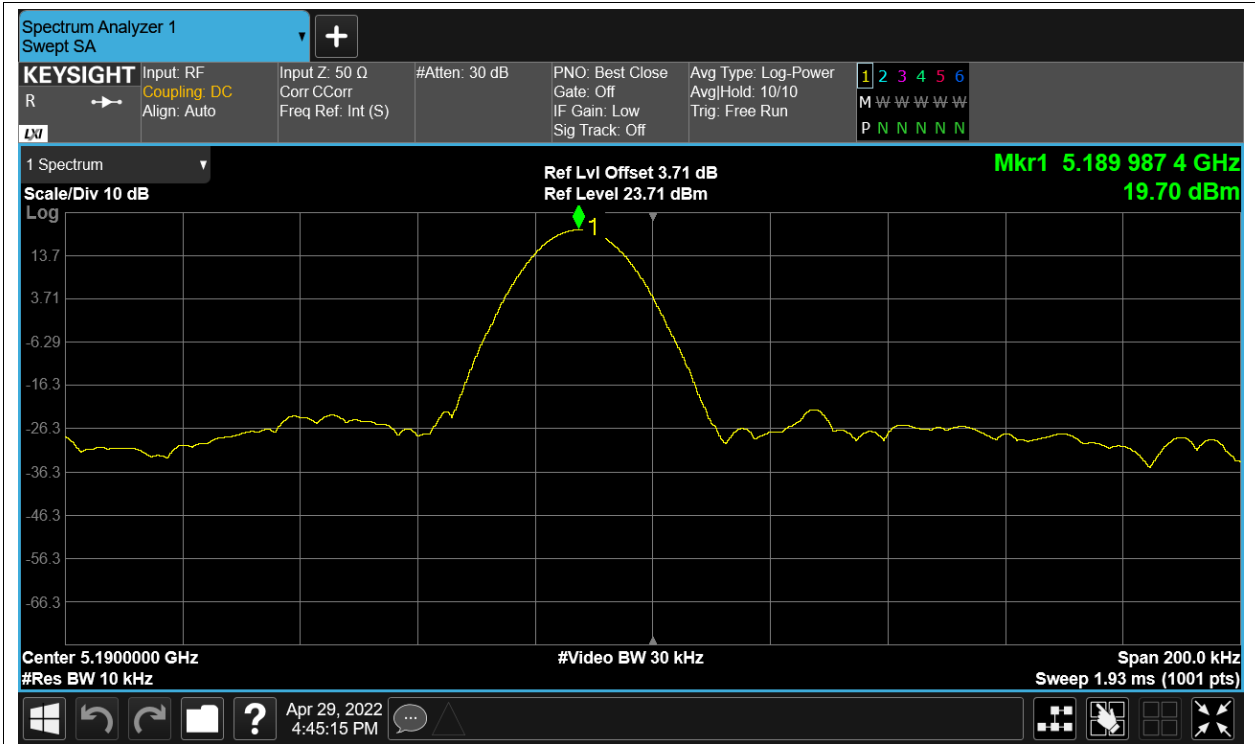 Spectrum Analyzer 1
Swept SA
KEYSIGHT
R
LXI
Input: RF
Coupling: DC
Align: Auto
Input Z: 50 Ω
Corr CCorr
Freq Ref: Int (S)
#Atten: 30 dB
PNO: Best Close
Gate: Off
IF Gain: Low
Sig Track: Off
Avg Type: Log-Power
Avg|Hold: 10/10
Trig: Free Run
1 2 3 4 5 6
M W W W W W W
P N N N N N N
1 Spectrum
Scale/Div 10 dB
Log
Ref Lvl Offset 3.71 dB
Ref Level 23.71 dBm
Mkr1 5.189 987 4 GHz
19.70 dBm
1
13.7
3.71
-6.29
-16.3
-26.3
-36.3
-46.3
-56.3
-66.3
Center 5.1900000 GHz
#Res BW 10 kHz
#Video BW 30 kHz
Span 200.0 kHz
Sweep 1.93 ms (1001 pts)
?
Apr 29, 2022
4:45:15 PM